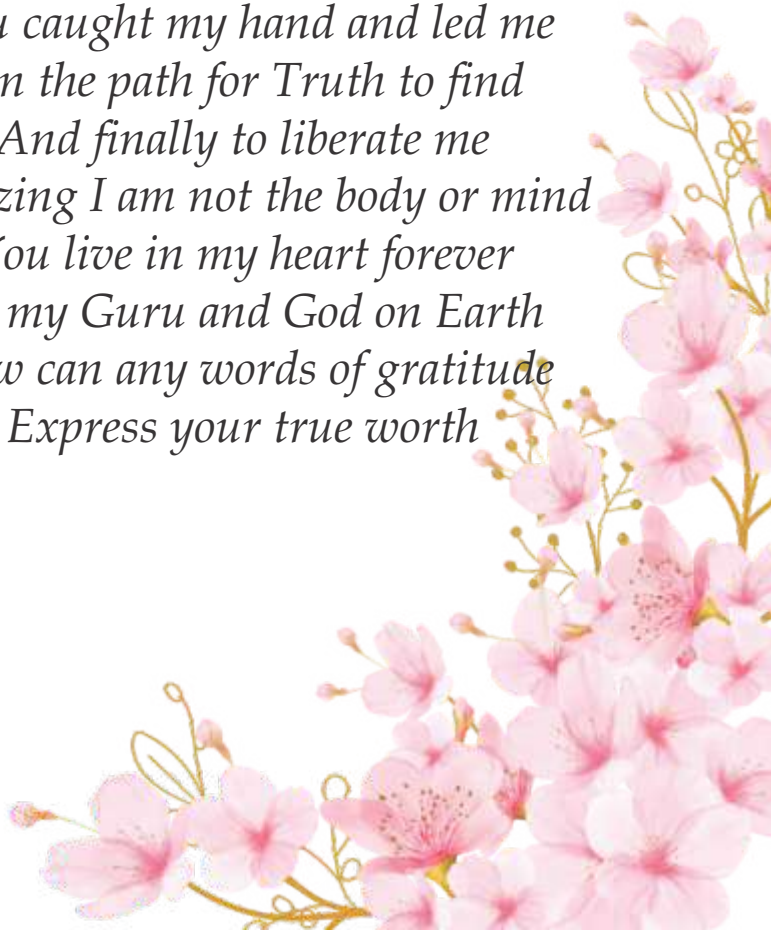 u caught my hand and led me
n the path for Truth to find
And finally to liberate me
zing I am not the body or mind
You live in my heart forever
my Guru and God on Earth
w can any words of gratitude
Express your true worth